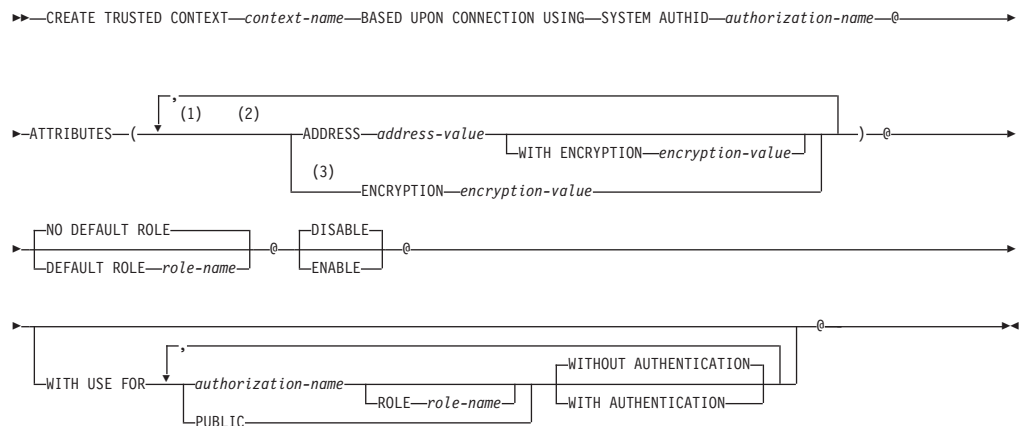 CREATE TRUSTED CONTEXT context-name BASED UPON CONNECTION USING SYSTEM AUTHID authorization-name @
,
ATTRIBUTES ( (1) (2) ADDRESS address-value WITH ENCRYPTION encryption-value ) @
(3) ENCRYPTION encryption-value
NO DEFAULT ROLE @ DISABLE @
DEFAULT ROLE role-name ENABLE
@
,
WITH USE FOR authorization-name ROLE role-name WITHOUT AUTHENTICATION
PUBLIC WITH AUTHENTICATION